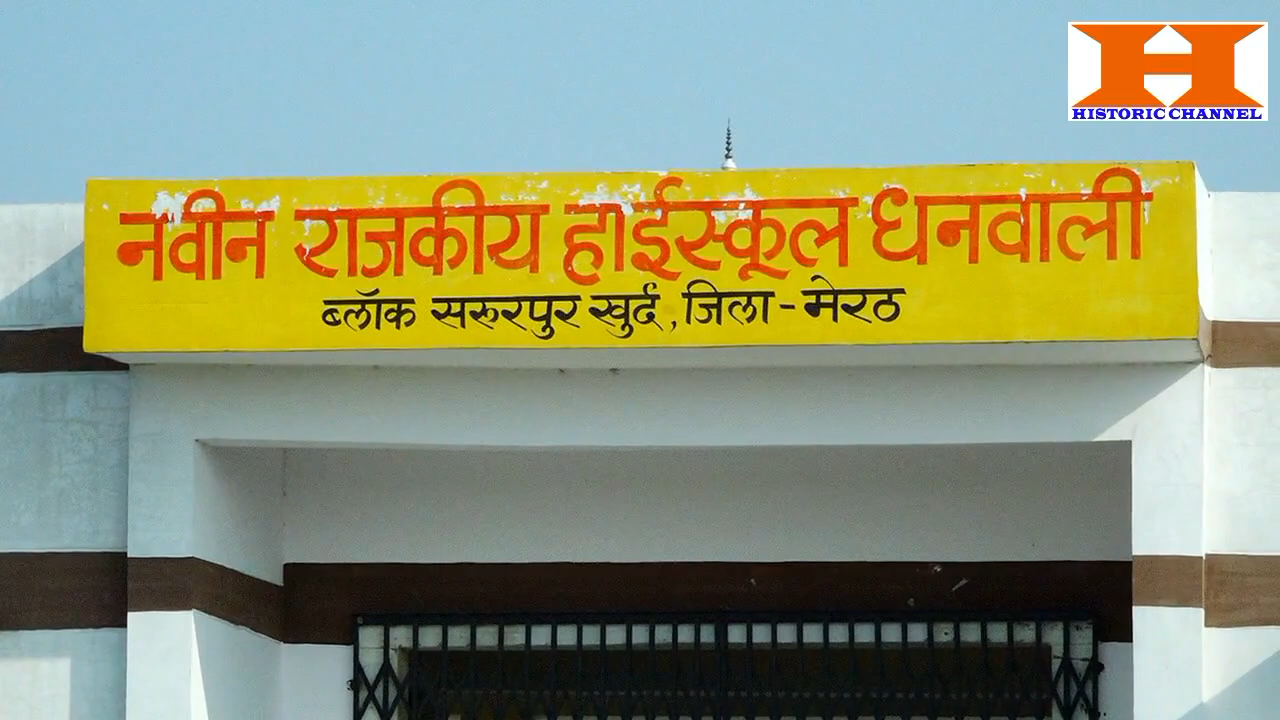 HISTORIC CHANNEL
नवीन राजकीय हाईस्कूल धनवाली
ब्लॉक सरुरपुर खुर्द, जिला - मेरठ